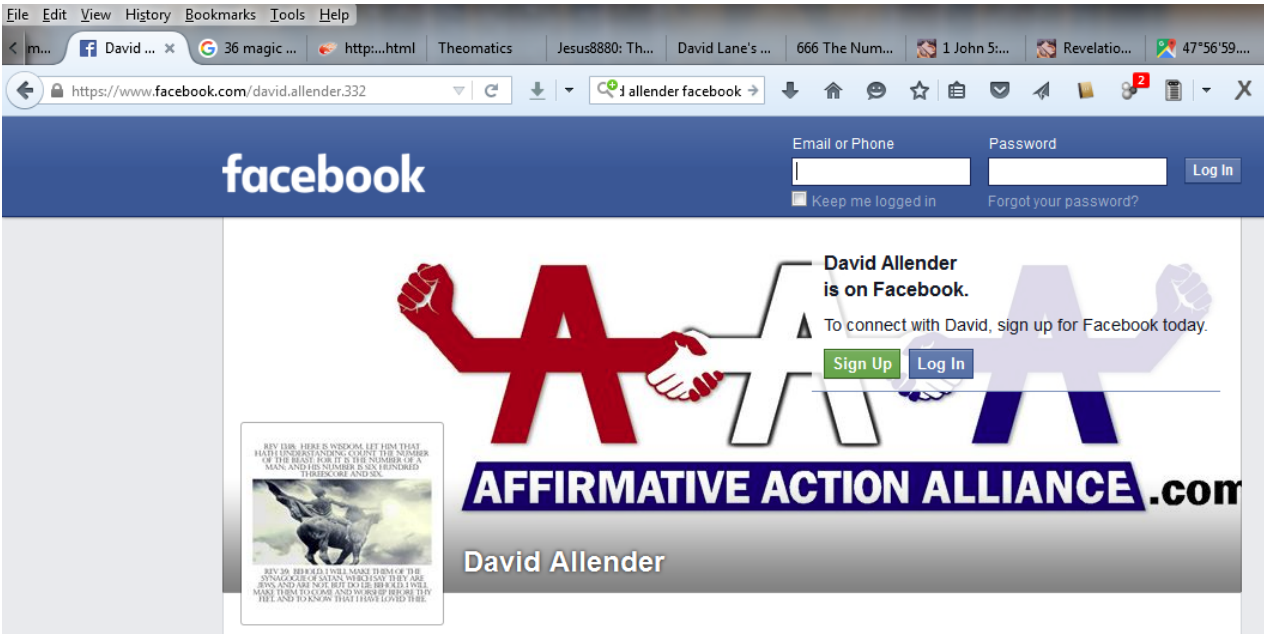 File Edit View History Bookmarks Tools Help
m... David ... × 36 magic ... http:...html Theomatics Jesus8880: Th... David Lane's ... 666 The Num... 1 John 5:... Revelatio... 47°56'59....
https://www.facebook.com/david.allender.332 allender facebook 2
Email or Phone Password
facebook Log In
Keep me logged in Forgot your password?
David Allender
is on Facebook.
To connect with David, sign up for Facebook today.
Sign Up Log In
A A A
AFFIRMATIVE ACTION ALLIANCE .com
REV 13:18: HERE IS WISDOM. LET HIM THAT
HATH UNDERSTANDING COUNT THE NUMBER
OF THE BEAST: FOR IT IS THE NUMBER OF A
MAN; AND HIS NUMBER IS SIX HUNDRED
THREESCORE AND SIX.
David Allender
REV 3:9: BEHOLD, I WILL MAKE THEM OF THE
SYNAGOGUE OF SATAN, WHICH SAY THEY ARE
JEWS, AND ARE NOT, BUT DO LIE; BEHOLD, I WILL
MAKE THEM TO COME AND WORSHIP BEFORE THY
FEET, AND TO KNOW THAT I HAVE LOVED THEE.